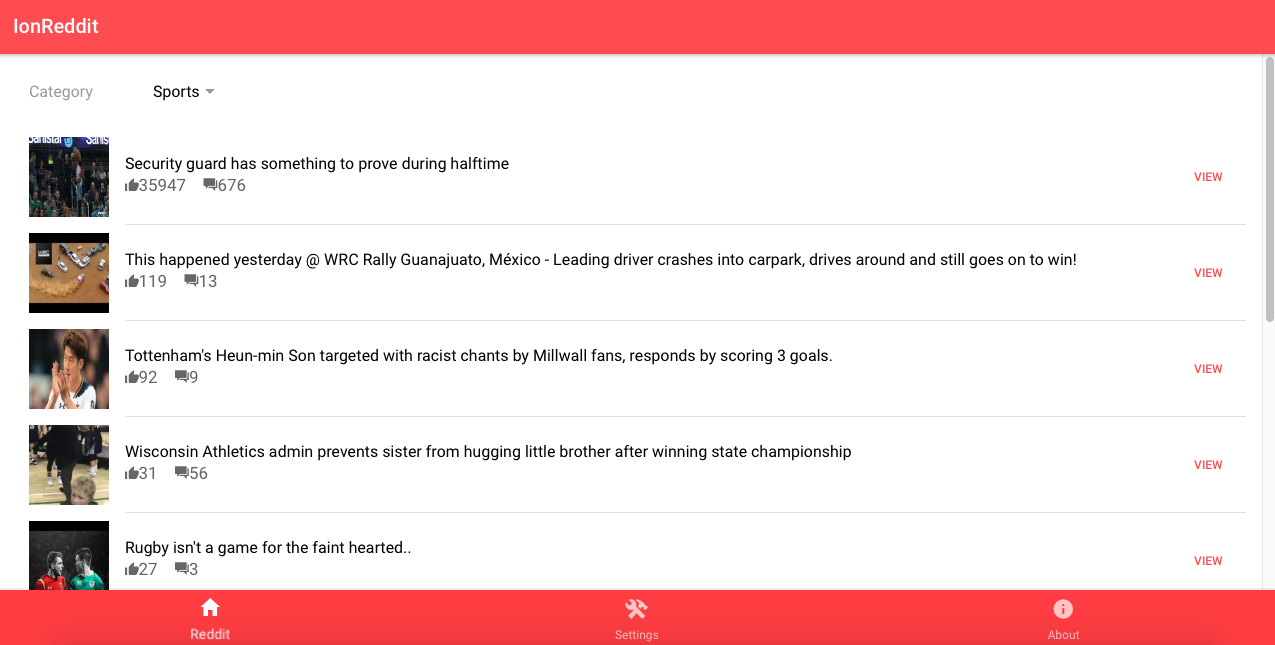 IonReddit
Category Sports
Security guard has something to prove during halftime
35947 676
VIEW
This happened yesterday @ WRC Rally Guanajuato, México - Leading driver crashes into carpark, drives around and still goes on to win!
119 13
VIEW
Tottenham's Heun-min Son targeted with racist chants by Millwall fans, responds by scoring 3 goals.
92 9
VIEW
Wisconsin Athletics admin prevents sister from hugging little brother after winning state championship
31 56
VIEW
Rugby isn't a game for the faint hearted..
27 3
VIEW
Reddit Settings About